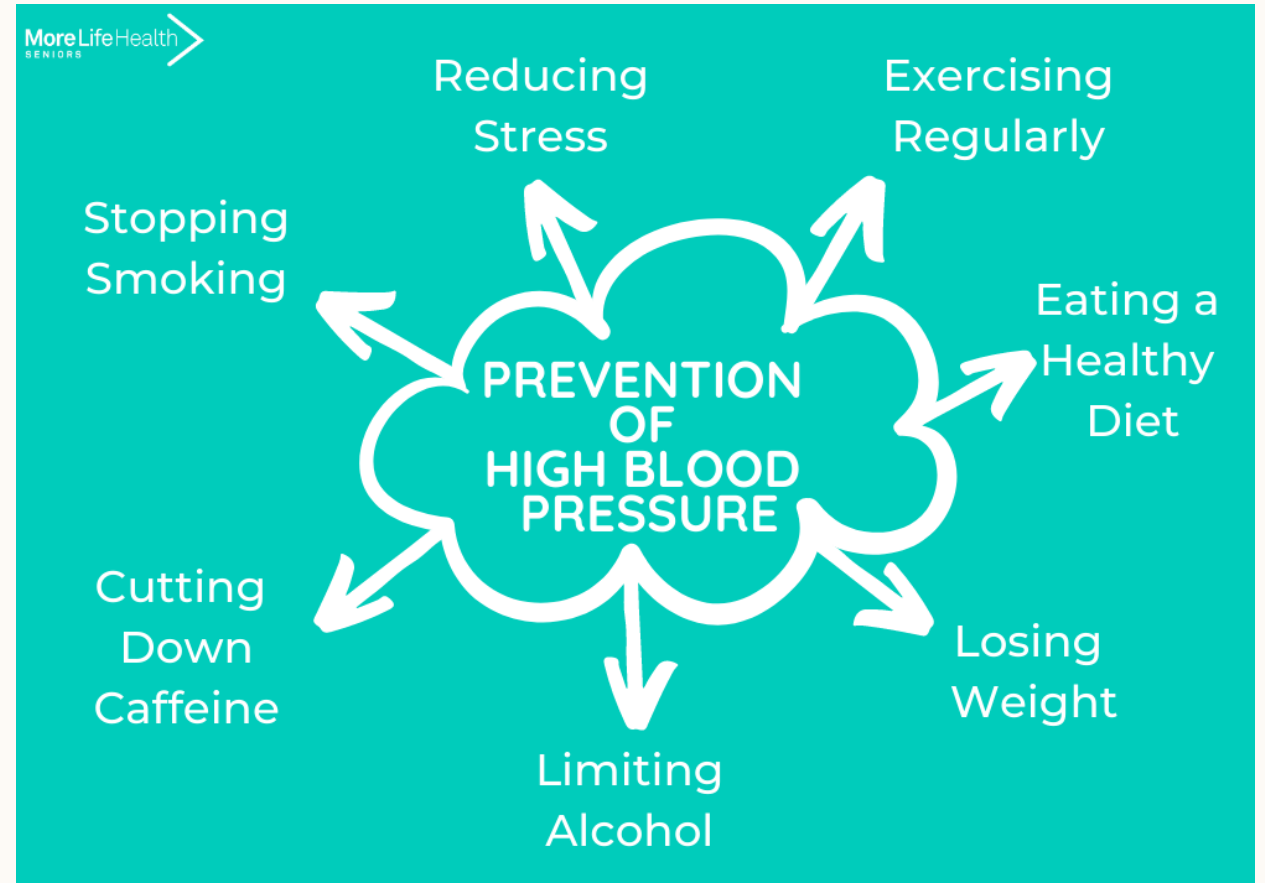 More Life Health
SENIORS
Reducing
Stress
Exercising
Regularly
Stopping
Smoking
Eating a
Healthy
Diet
PREVENTION
OF
HIGH BLOOD
PRESSURE
Cutting
Down
Caffeine
Losing
Weight
Limiting
Alcohol